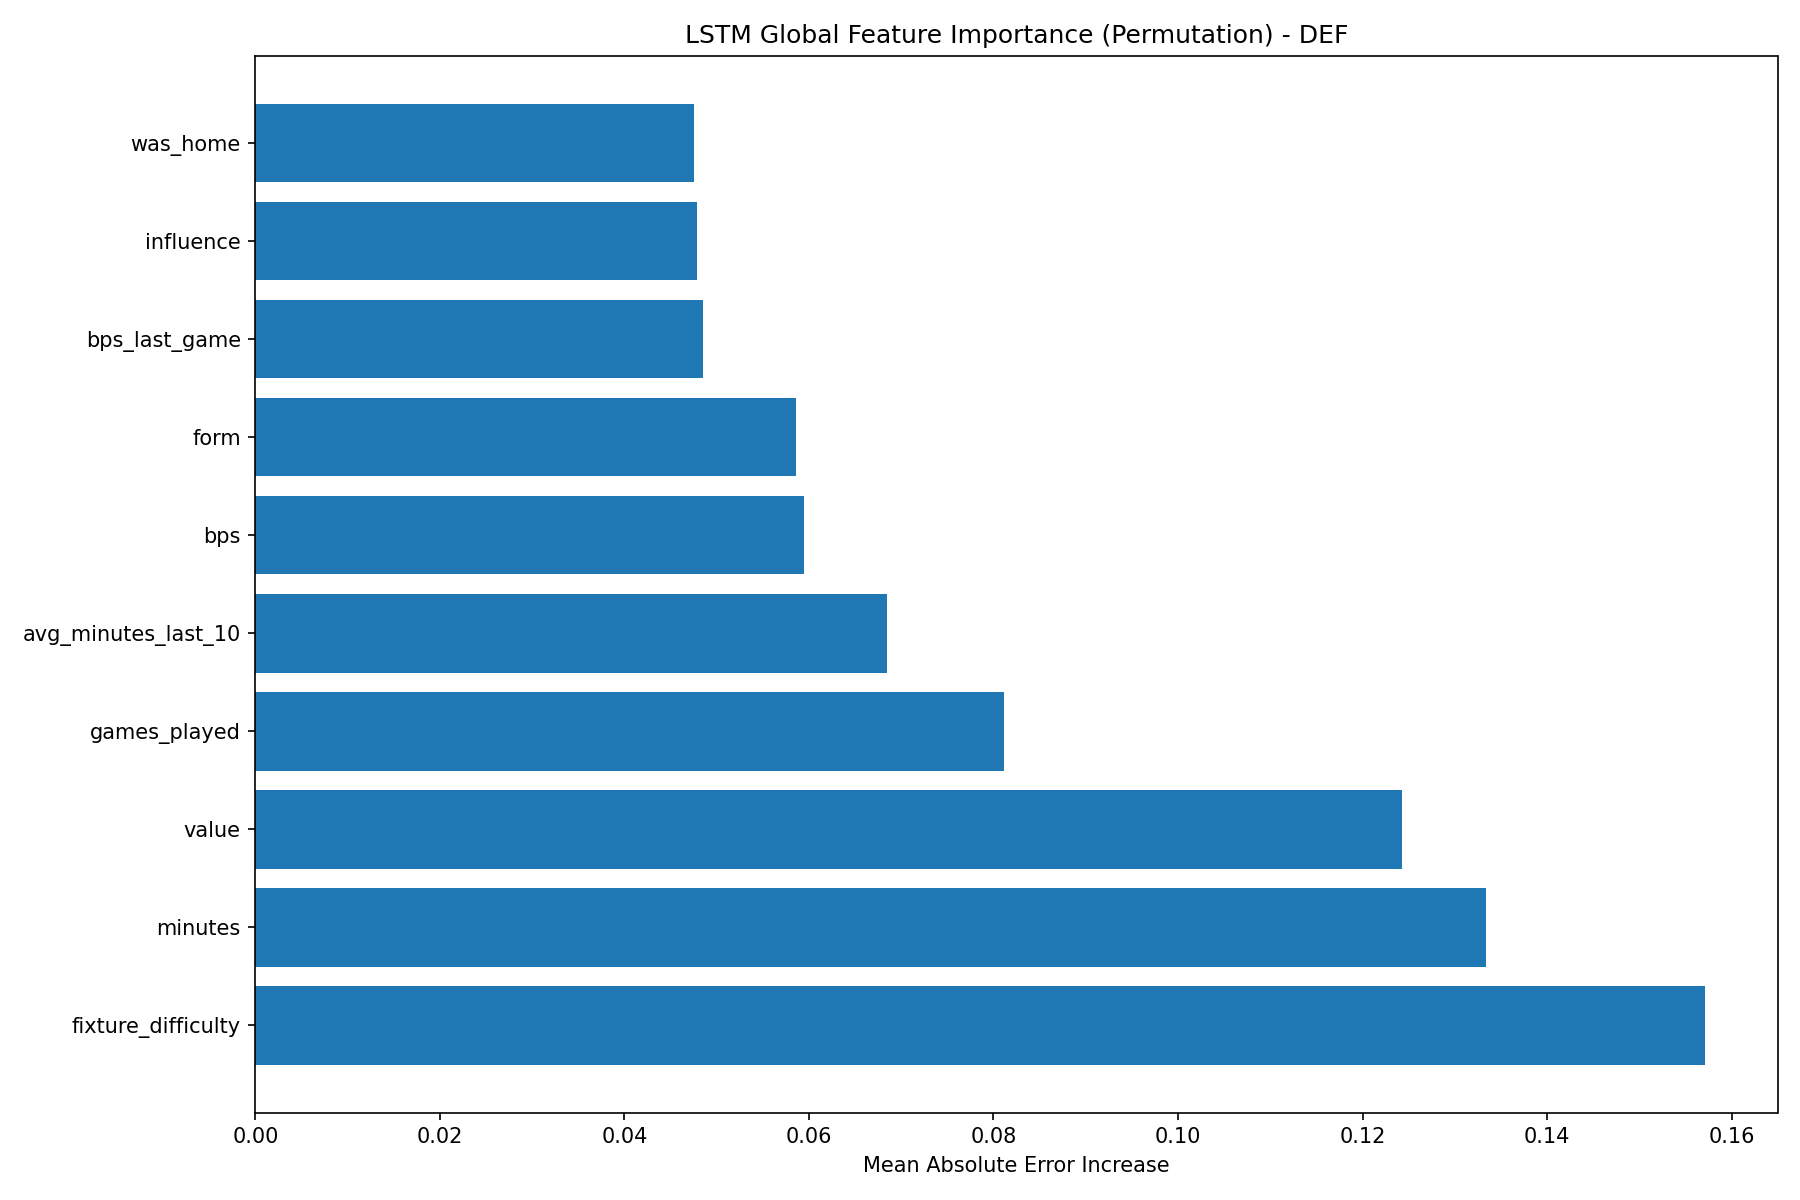 LSTM Global Feature Importance (Permutation) - DEF
was_home
influence
bps_last_game
form
bps
avg_minutes_last_10
games_played
value
minutes
fixture_difficulty
0.00 0.02 0.04 0.06 0.08 0.10 0.12 0.14 0.16
Mean Absolute Error Increase